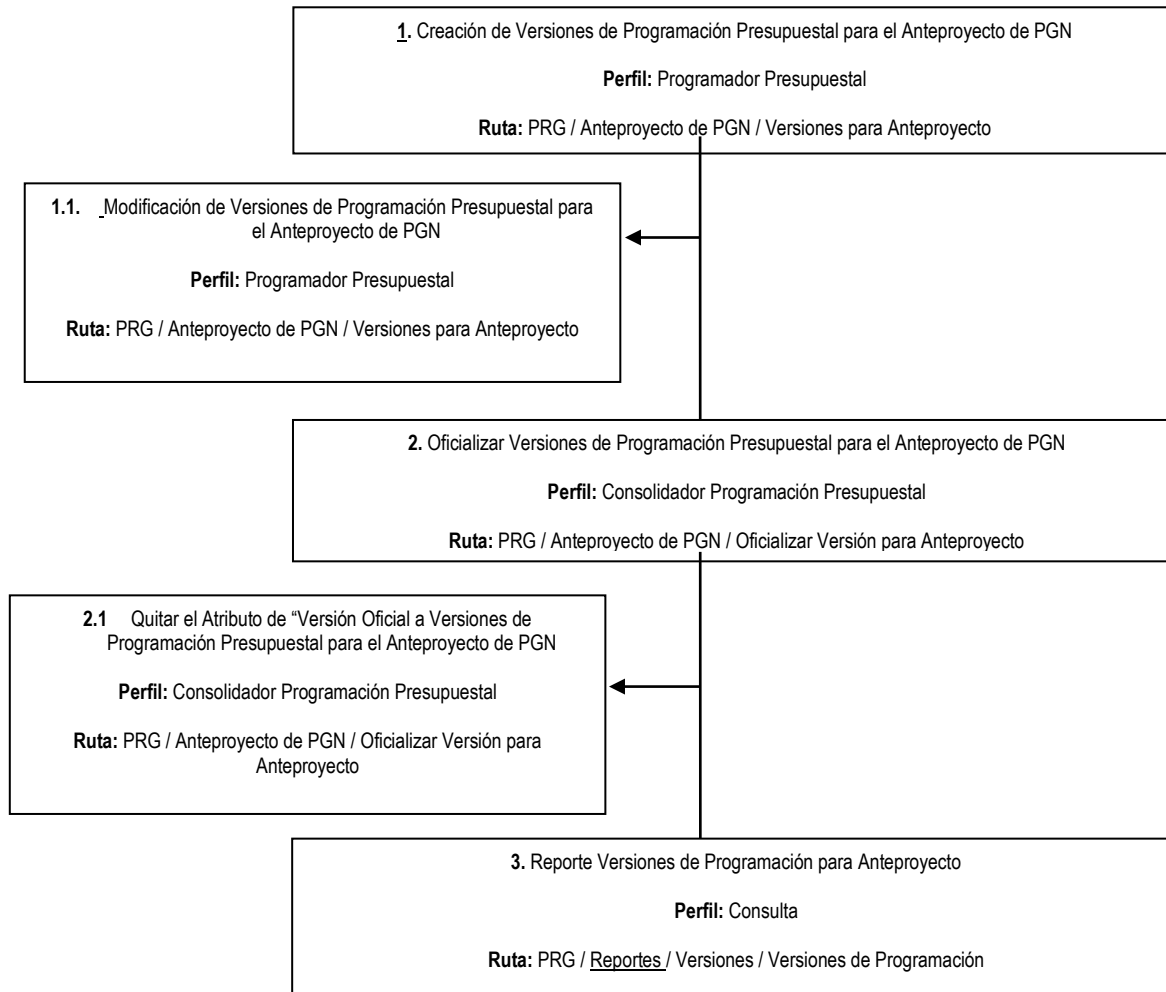 1. Creación de Versiones de Programación Presupuestal para el Anteproyecto de PGN
Perfil: Programador Presupuestal
Ruta: PRG / Anteproyecto de PGN / Versiones para Anteproyecto
1.1. Modificación de Versiones de Programación Presupuestal para
el Anteproyecto de PGN
Perfil: Programador Presupuestal
Ruta: PRG / Anteproyecto de PGN / Versiones para Anteproyecto
2. Oficializar Versiones de Programación Presupuestal para el Anteproyecto de PGN
Perfil: Consolidador Programación Presupuestal
Ruta: PRG / Anteproyecto de PGN / Oficializar Versión para Anteproyecto
2.1 Quitar el Atributo de “Versión Oficial a Versiones de
Programación Presupuestal para el Anteproyecto de PGN
Perfil: Consolidador Programación Presupuestal
Ruta: PRG / Anteproyecto de PGN / Oficializar Versión para
Anteproyecto
3. Reporte Versiones de Programación para Anteproyecto
Perfil: Consulta
Ruta: PRG / Reportes / Versiones / Versiones de Programación